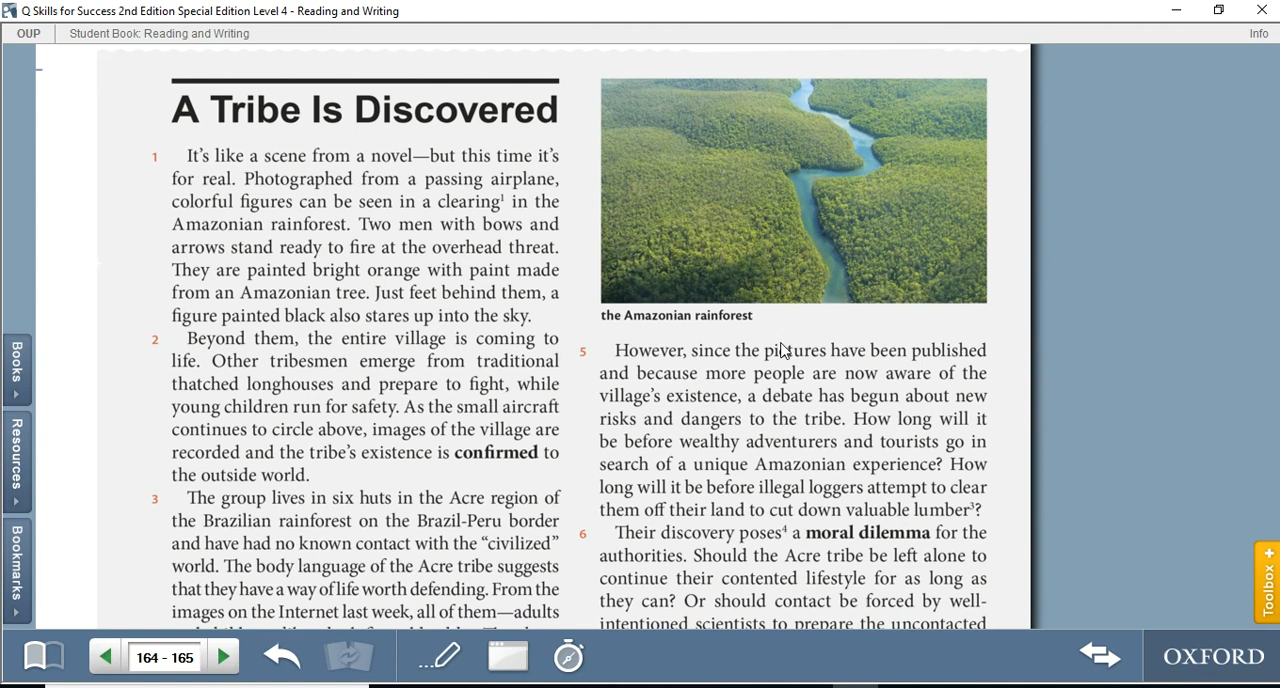 Q Skills for Success 2nd Edition Special Edition Level 4 - Reading and Writing
OUP
Student Book: Reading and Writing
Info
A Tribe Is Discovered
1 It's like a scene from a novel—but this time it's
for real. Photographed from a passing airplane,
colorful figures can be seen in a clearing¹ in the
Amazonian rainforest. Two men with bows and
arrows stand ready to fire at the overhead threat.
They are painted bright orange with paint made
from an Amazonian tree. Just feet behind them, a
figure painted black also stares up into the sky.
2 Beyond them, the entire village is coming to
life. Other tribesmen emerge from traditional
thatched longhouses and prepare to fight, while
young children run for safety. As the small aircraft
continues to circle above, images of the village are
recorded and the tribe's existence is confirmed to
the outside world.
3 The group lives in six huts in the Acre region of
the Brazilian rainforest on the Brazil-Peru border
and have had no known contact with the “civilized”
world. The body language of the Acre tribe suggests
that they have a way of life worth defending. From the
images on the Internet last week, all of them—adults
the Amazonian rainforest
5 However, since the pictures have been published
and because more people are now aware of the
village's existence, a debate has begun about new
risks and dangers to the tribe. How long will it
be before wealthy adventurers and tourists go in
search of a unique Amazonian experience? How
long will it be before illegal loggers attempt to clear
them off their land to cut down valuable lumber³?
6 Their discovery poses⁴ a moral dilemma for the
authorities. Should the Acre tribe be left alone to
continue their contented lifestyle for as long as
they can? Or should contact be forced by well-
intentioned scientists to prepare the uncontacted
Books
Resources
Bookmarks
Toolbox
164 - 165
OXFORD